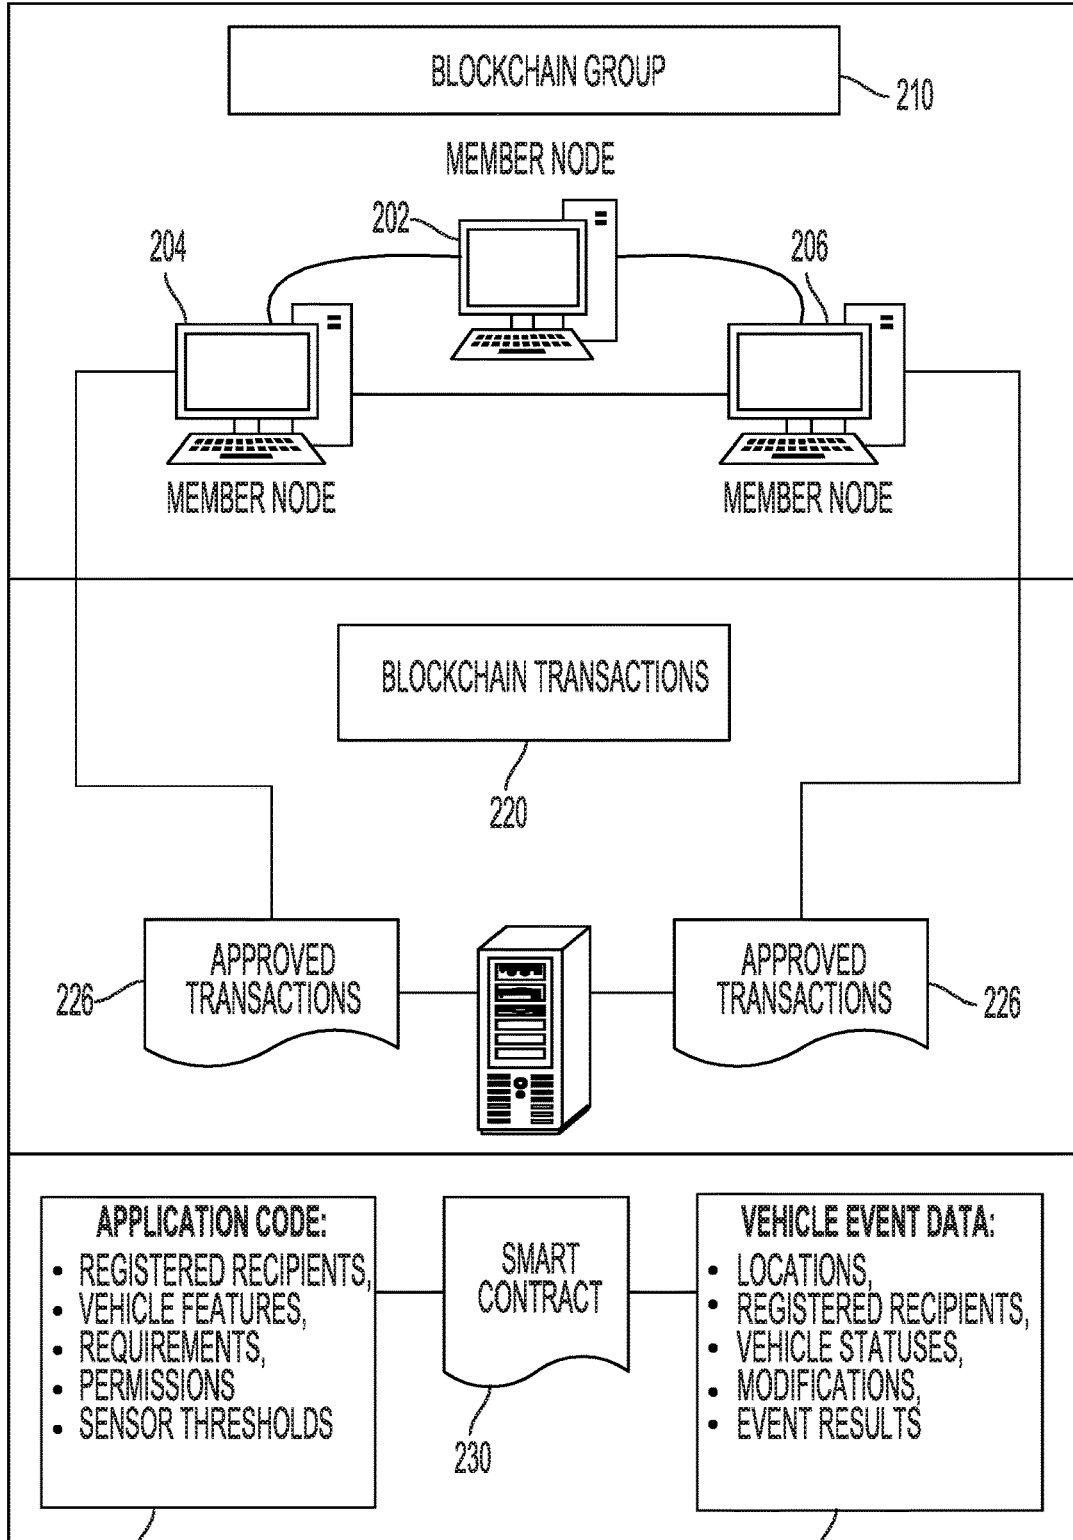 BLOCKCHAIN GROUP
210
MEMBER NODE
202
204
206
MEMBER NODE
MEMBER NODE
BLOCKCHAIN TRANSACTIONS
220
APPROVED
TRANSACTIONS
226
APPROVED
TRANSACTIONS
226
APPLICATION CODE:
• REGISTERED RECIPIENTS,
• VEHICLE FEATURES,
• REQUIREMENTS,
• PERMISSIONS
• SENSOR THRESHOLDS
SMART
CONTRACT
230
VEHICLE EVENT DATA:
• LOCATIONS,
• REGISTERED RECIPIENTS,
• VEHICLE STATUSES,
• MODIFICATIONS,
• EVENT RESULTS